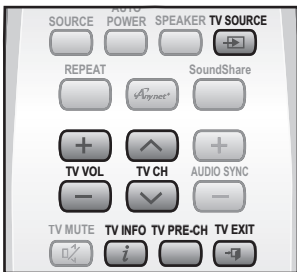 AUTO
SOURCE POWER SPEAKER TV SOURCE
REPEAT SoundShare
Anynet+
+ +
TV VOL TV CH AUDIO SYNC
− −
TV MUTE TV INFO TV PRE-CH TV EXIT
i